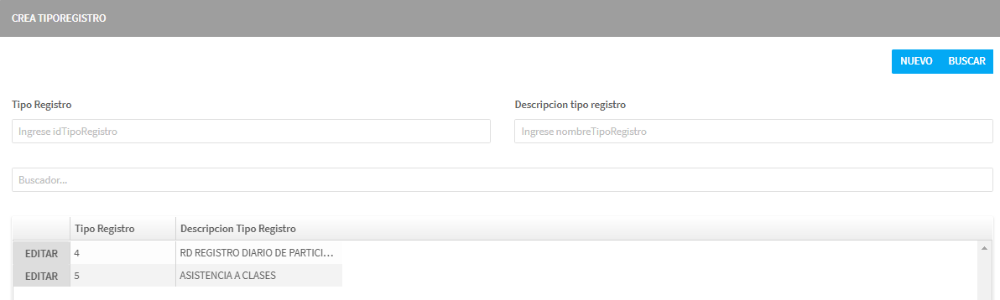 CREA TIPOREGISTRO
NUEVO BUSCAR
Tipo Registro Descripcion tipo registro
Ingrese idTipoRegistro Ingrese nombreTipoRegistro
Buscador...
Tipo Registro Descripcion Tipo Registro
EDITAR 4 RD REGISTRO DIARIO DE PARTICI...
EDITAR 5 ASISTENCIA A CLASES